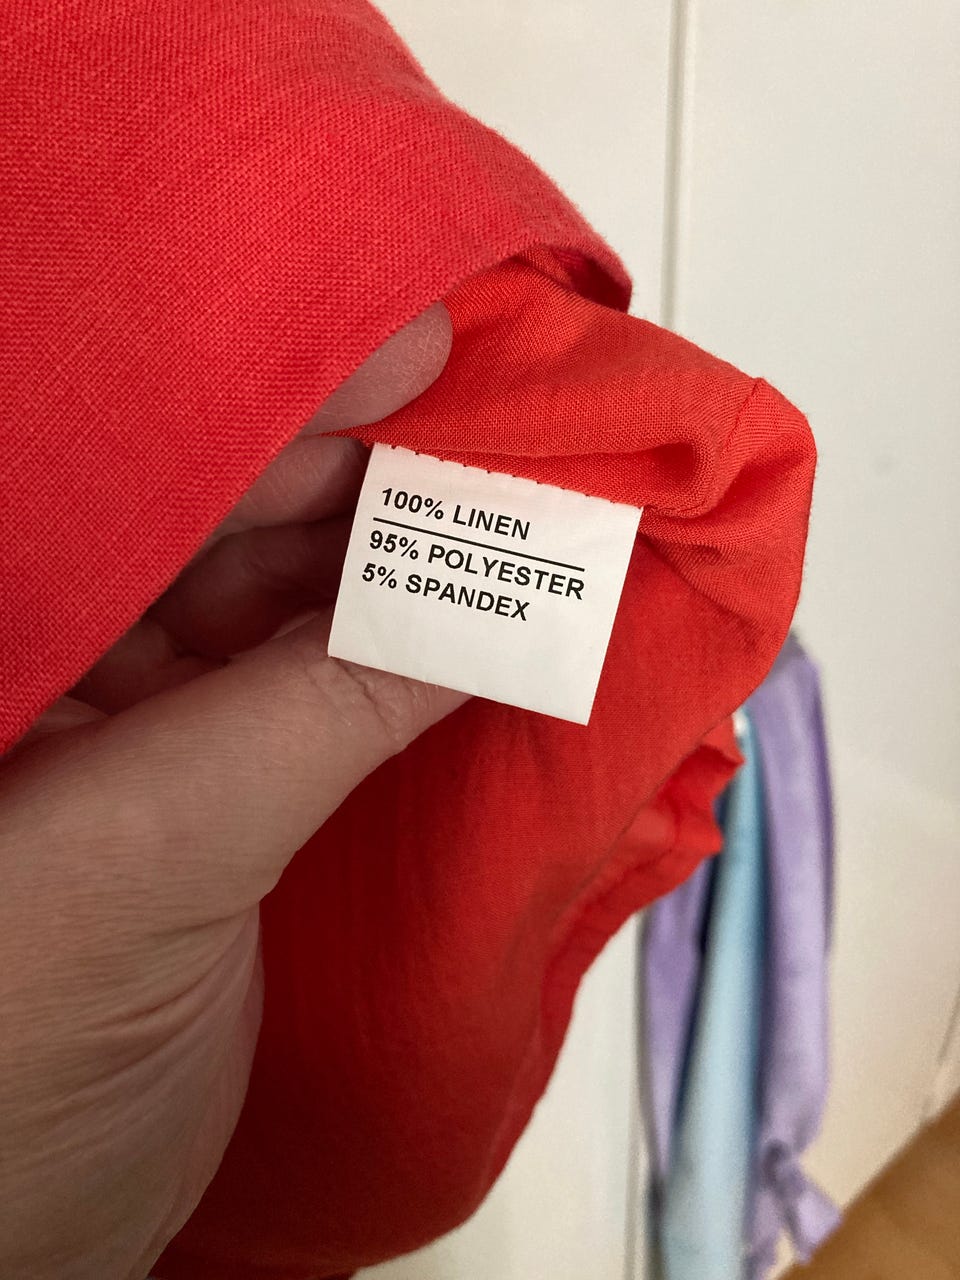 100% LINEN
95% POLYESTER
5% SPANDEX